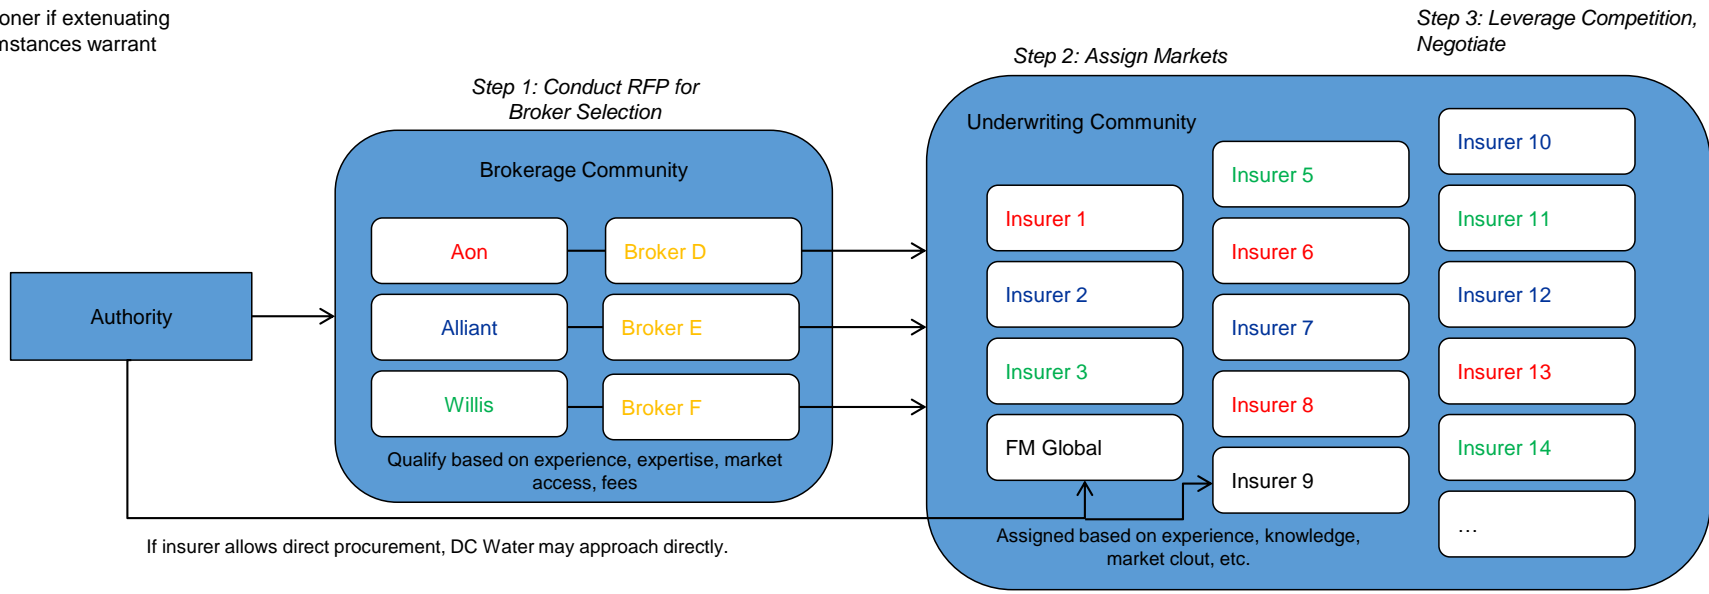 oner if extenuating
mstances warrant
Step 1: Conduct RFP for
Broker Selection
Step 2: Assign Markets
Step 3: Leverage Competition,
Negotiate
Authority
Brokerage Community
Aon
Broker D
Alliant
Broker E
Willis
Broker F
Qualify based on experience, expertise, market
access, fees
If insurer allows direct procurement, DC Water may approach directly.
Underwriting Community
Insurer 1
Insurer 2
Insurer 3
FM Global
Insurer 5
Insurer 6
Insurer 7
Insurer 8
Insurer 9
Insurer 10
Insurer 11
Insurer 12
Insurer 13
Insurer 14
…
Assigned based on experience, knowledge,
market clout, etc.